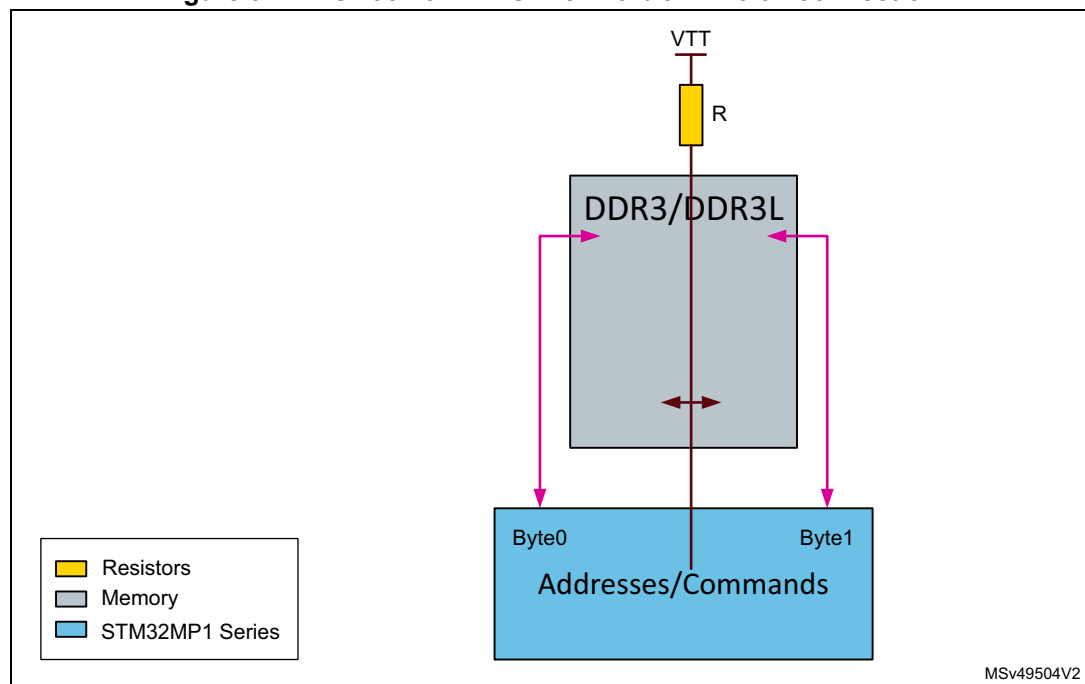 VTT
R
DDR3/DDR3L
Byte0
Byte1
Addresses/Commands
Resistors
Memory
STM32MP1 Series
MSv49504V2